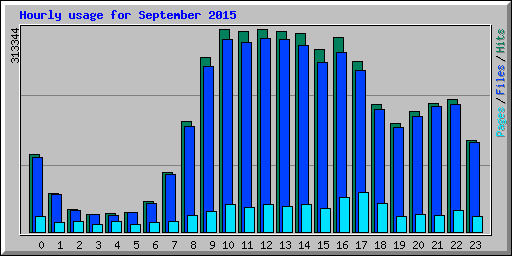 Hourly usage for September 2015
313344
Pages/Files/Hits
0 1 2 3 4 5 6 7 8 9 10 11 12 13 14 15 16 17 18 19 20 21 22 23